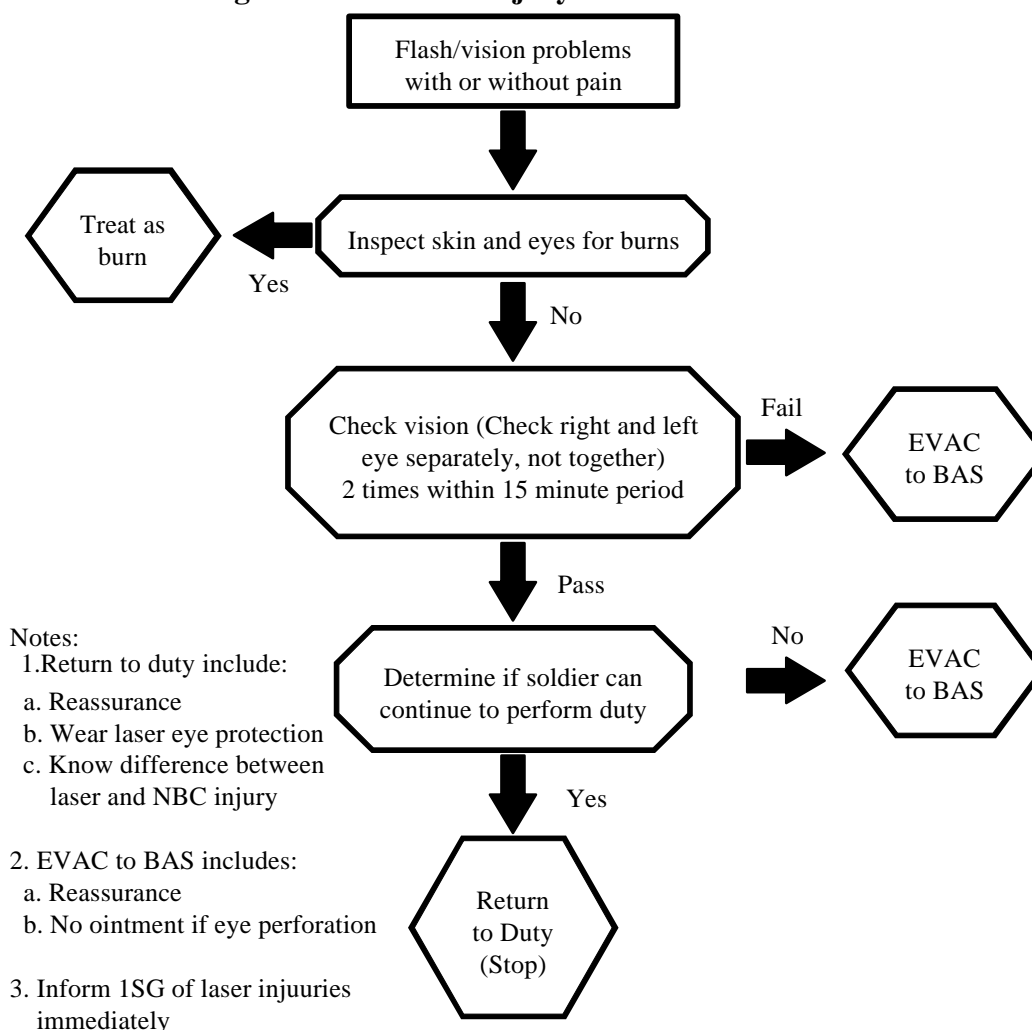 Flash/vision problems
with or without pain
Inspect skin and eyes for burns
Yes
Treat as
burn
No
Check vision (Check right and left
eye separately, not together)
2 times within 15 minute period
Fail
EVAC
to BAS
Pass
Determine if soldier can
continue to perform duty
No
EVAC
to BAS
Yes
Return
to Duty
(Stop)
Notes:
1.Return to duty include:
a. Reassurance
b. Wear laser eye protection
c. Know difference between
laser and NBC injury
2. EVAC to BAS includes:
a. Reassurance
b. No ointment if eye perforation
3. Inform 1SG of laser injuuries
immediately